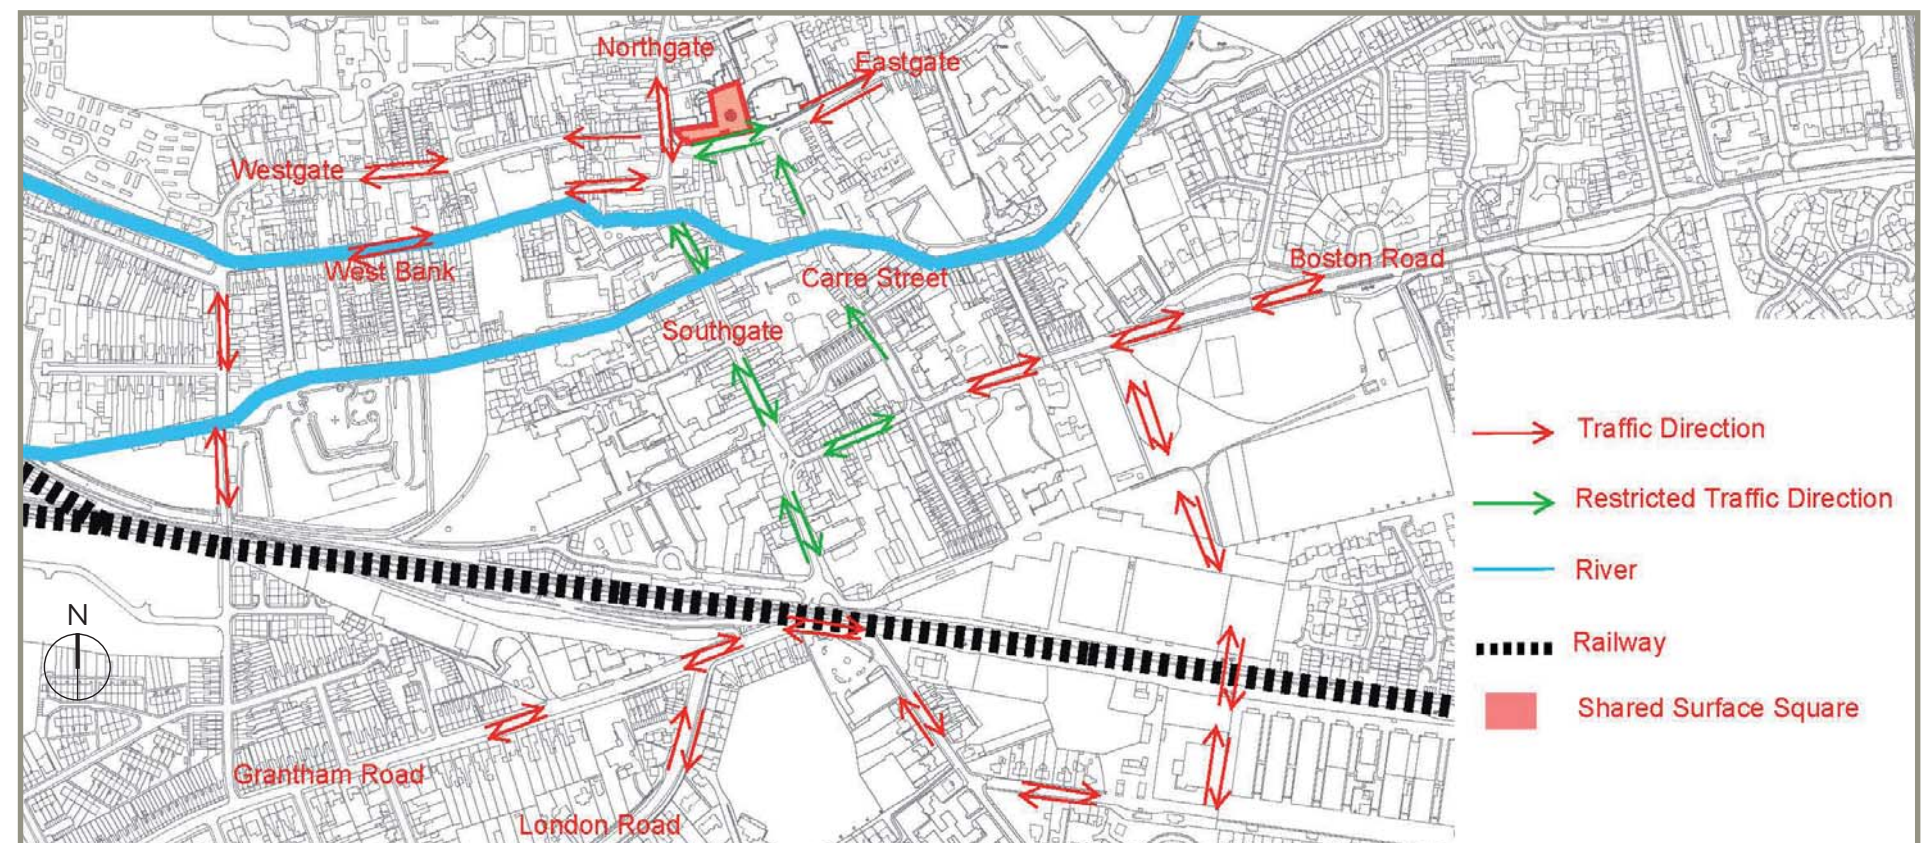 Northgate
Eastgate
Westgate
West Bank
Carre Street
Boston Road
Southgate
Traffic Direction
Restricted Traffic Direction
River
N
Railway
Shared Surface Square
Grantham Road
London Road